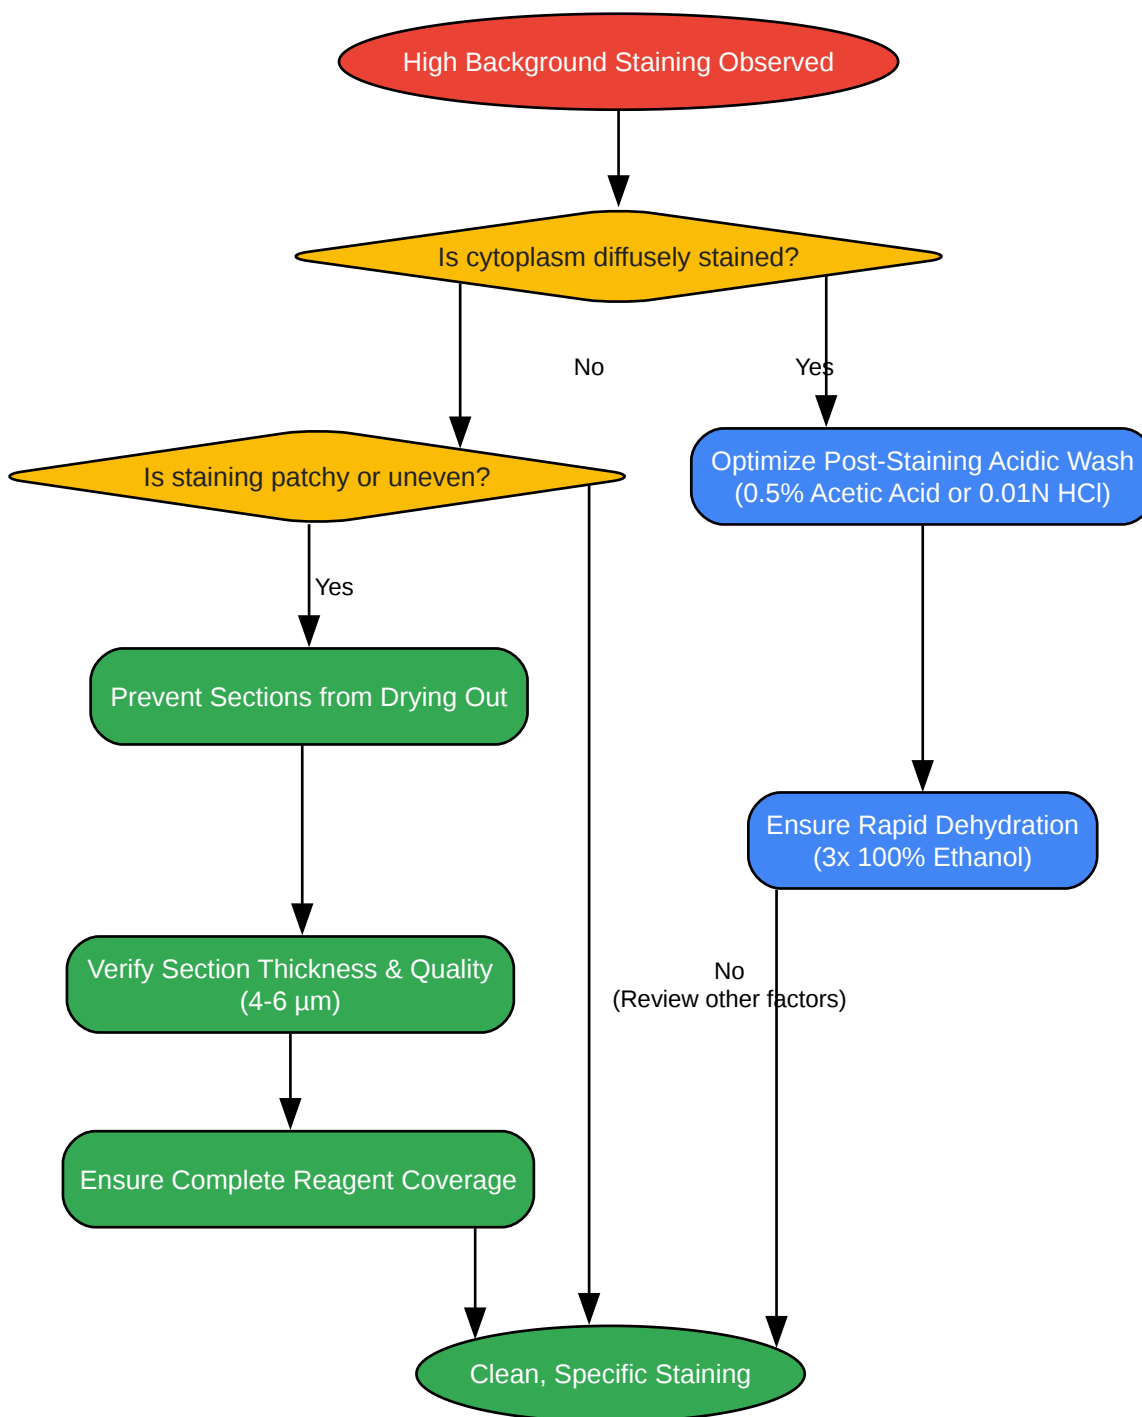 High Background Staining Observed
Is cytoplasm diffusely stained?
No
Yes
Is staining patchy or uneven?
Optimize Post-Staining Acidic Wash
(0.5% Acetic Acid or 0.01N HCl)
Yes
Prevent Sections from Drying Out
Ensure Rapid Dehydration
(3x 100% Ethanol)
Verify Section Thickness & Quality
(4-6 µm)
No
(Review other factors)
Ensure Complete Reagent Coverage
Clean, Specific Staining